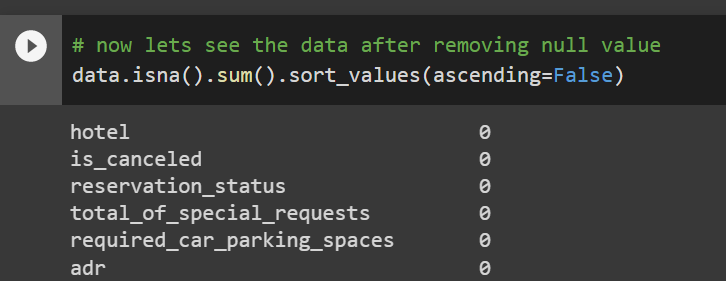 # now lets see the data after removing null value
data.isna().sum().sort_values(ascending=False)
hotel 0
is_canceled 0
reservation_status 0
total_of_special_requests 0
required_car_parking_spaces 0
adr 0